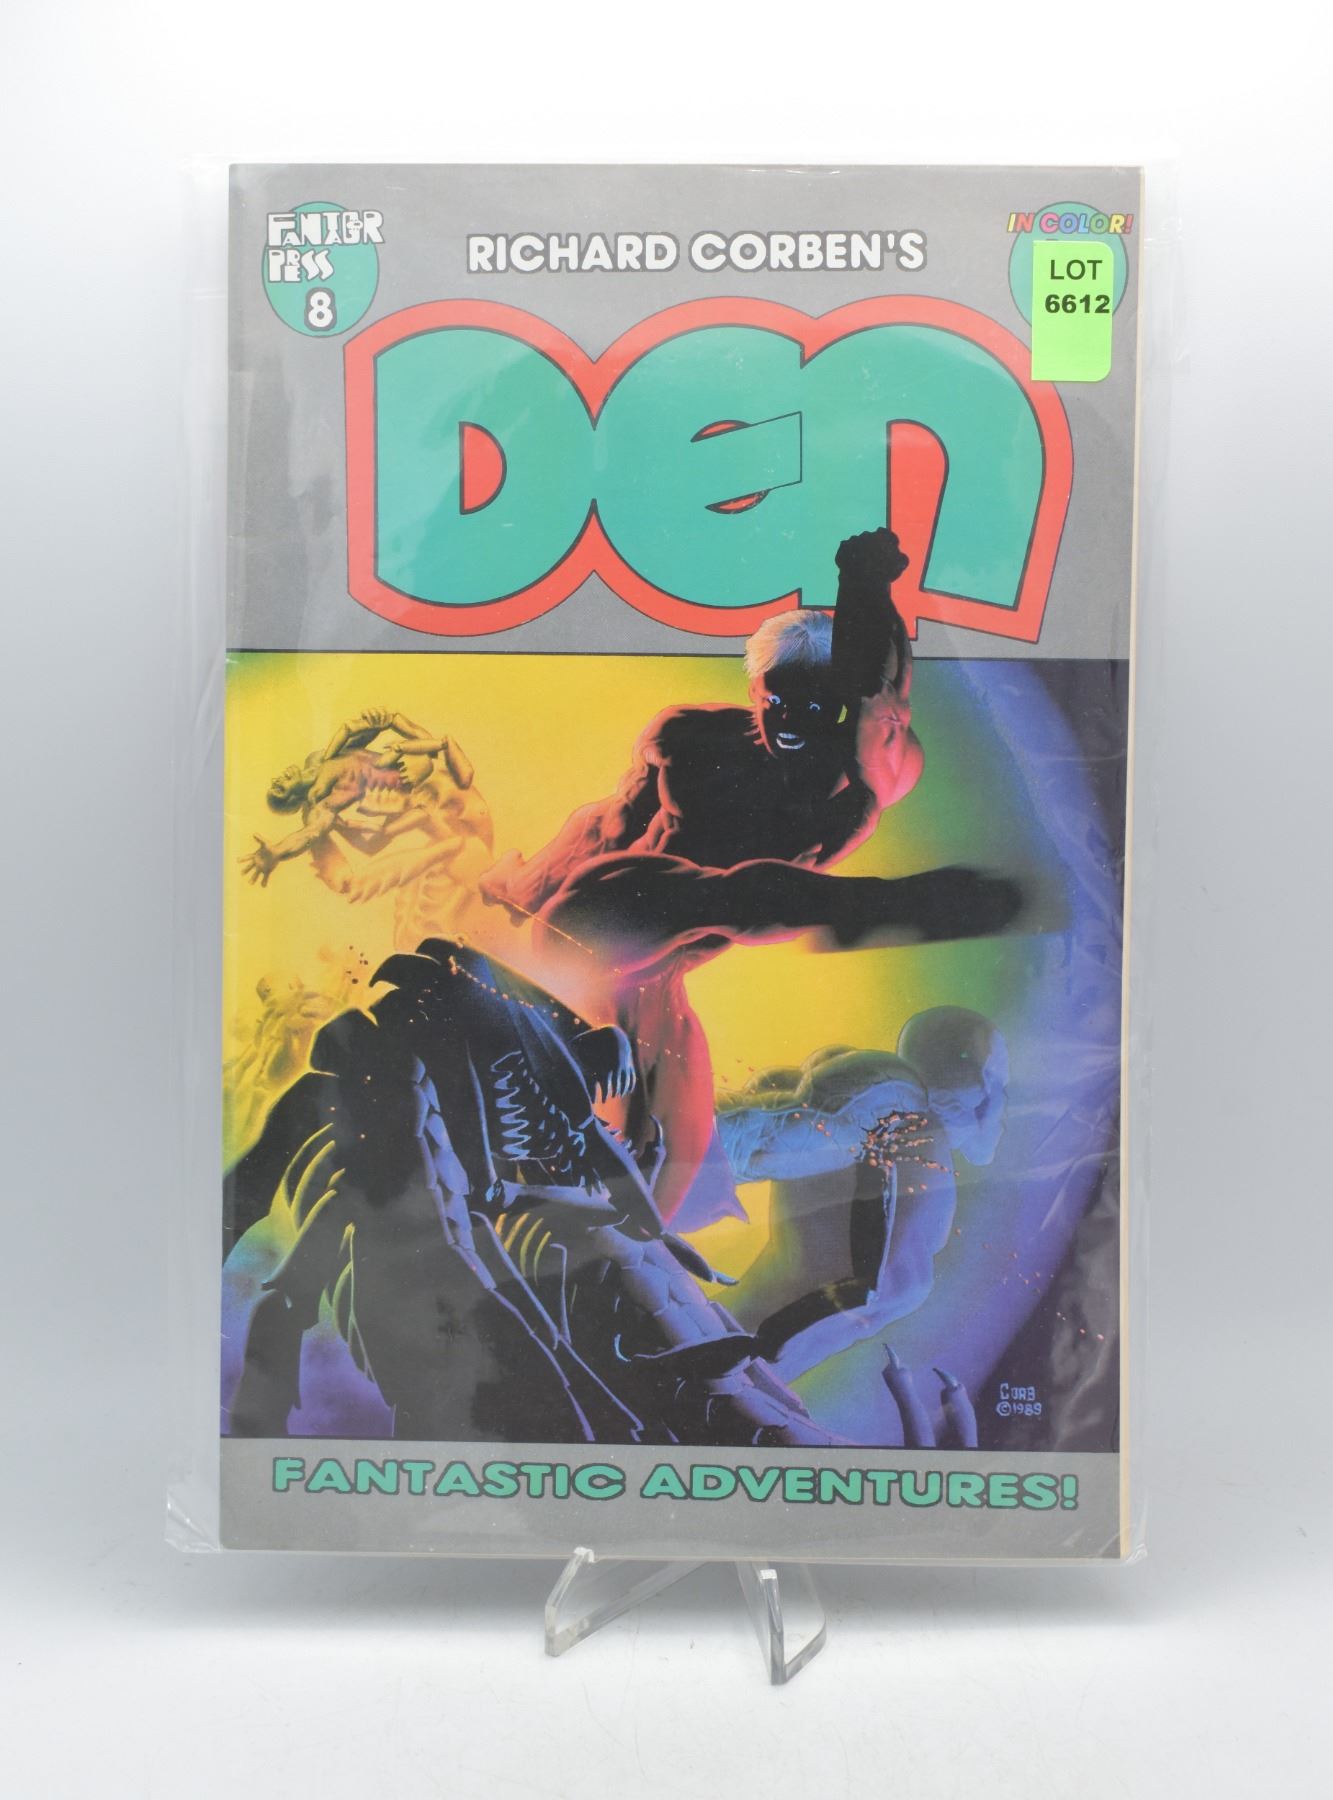 FANTAGOR
PRESS
8
RICHARD CORBEN'S
IN COLOR!
LOT
6612
DEN
CORB
©1989
FANTASTIC ADVENTURES!